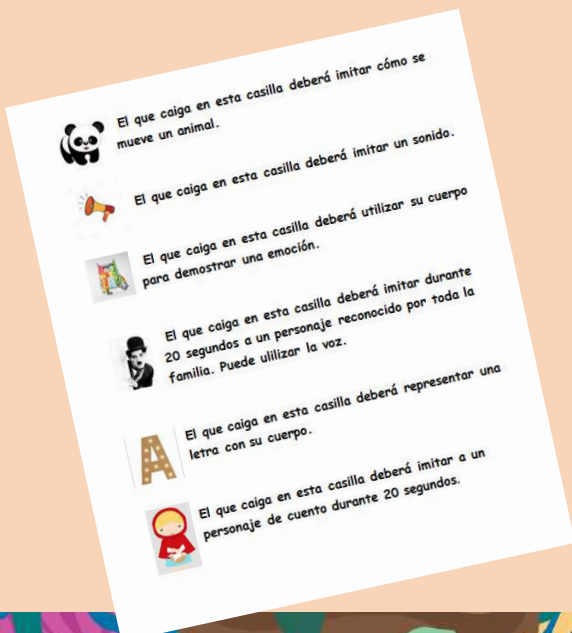 El que caiga en esta casilla deberá imitar cómo se
mueve un animal.
El que caiga en esta casilla deberá imitar un sonido.
El que caiga en esta casilla deberá utilizar su cuerpo
para demostrar una emoción.
El que caiga en esta casilla deberá imitar durante
20 segundos a un personaje reconocido por toda la
familia. Puede ulilizar la voz.
A
El que caiga en esta casilla deberá representar una
letra con su cuerpo.
El que caiga en esta casilla deberá imitar a un
personaje de cuento durante 20 segundos.